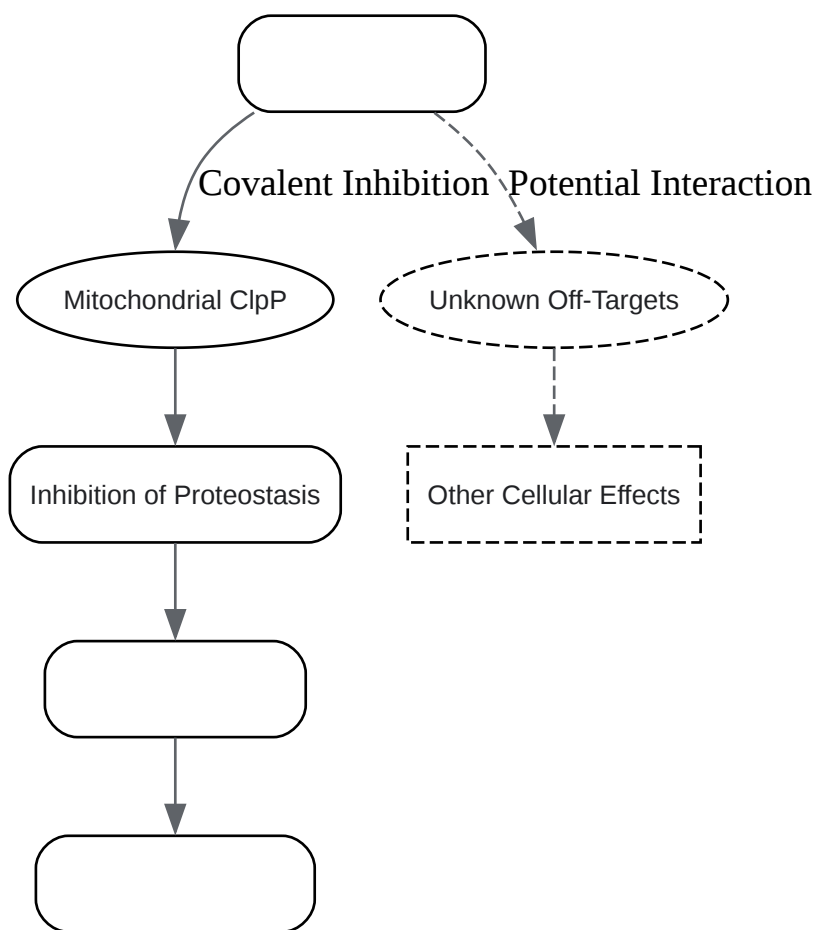 Covalent Inhibition
Potential Interaction
Mitochondrial ClpP
Unknown Off-Targets
Inhibition of Proteostasis
Other Cellular Effects